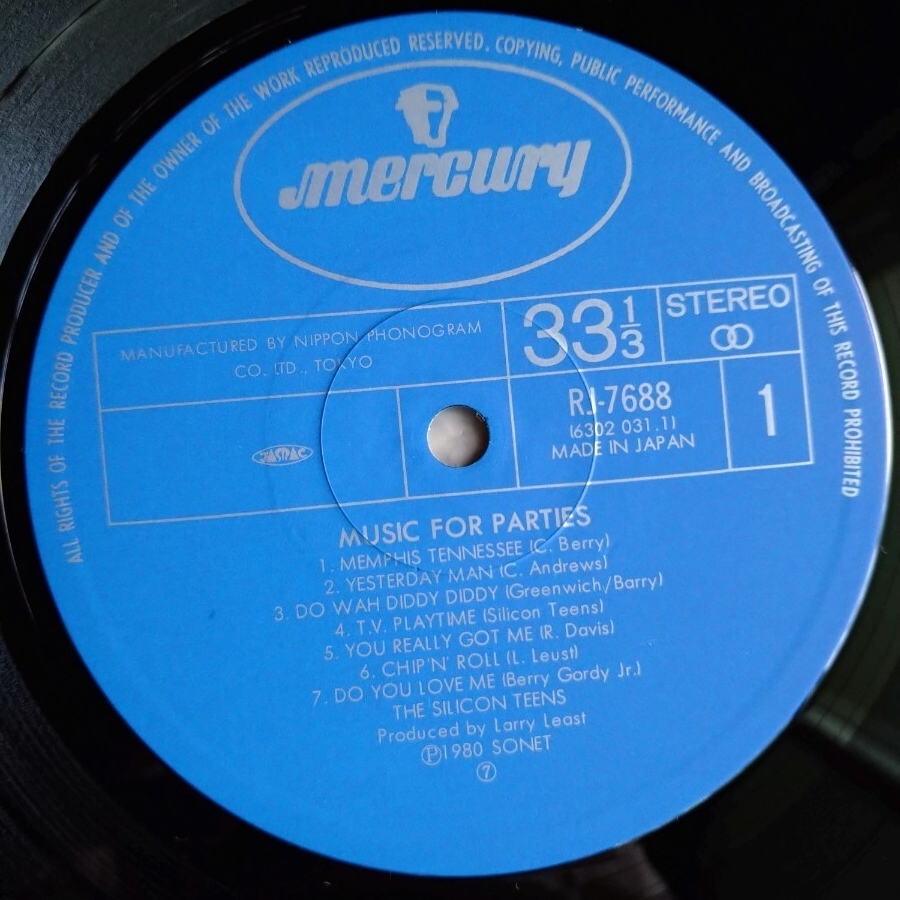 ALL RIGHTS OF THE RECORD PRODUCER AND OF THE OWNER OF THE WORK REPRODUCED RESERVED. COPYING, PUBLIC PERFORMANCE AND BROADCASTING OF THIS RECORD PROHIBITED
mercury
MANUFACTURED BY NIPPON PHONOGRAM
CO. LTD., TOKYO
33 1/3
STEREO
JASRAC
RJ-7688
(6302 031.1)
MADE IN JAPAN
1
MUSIC FOR PARTIES
1. MEMPHIS TENNESSEE (C. Berry)
2. YESTERDAY MAN (C. Andrews)
3. DO WAH DIDDY DIDDY (Greenwich/Barry)
4. T.V. PLAYTIME (Silicon Teens)
5. YOU REALLY GOT ME (R. Davis)
6. CHIP'N' ROLL (L. Leust)
7. DO YOU LOVE ME (Berry Gordy Jr.)
THE SILICON TEENS
Produced by Larry Least
Ⓟ1980 SONET
⑦